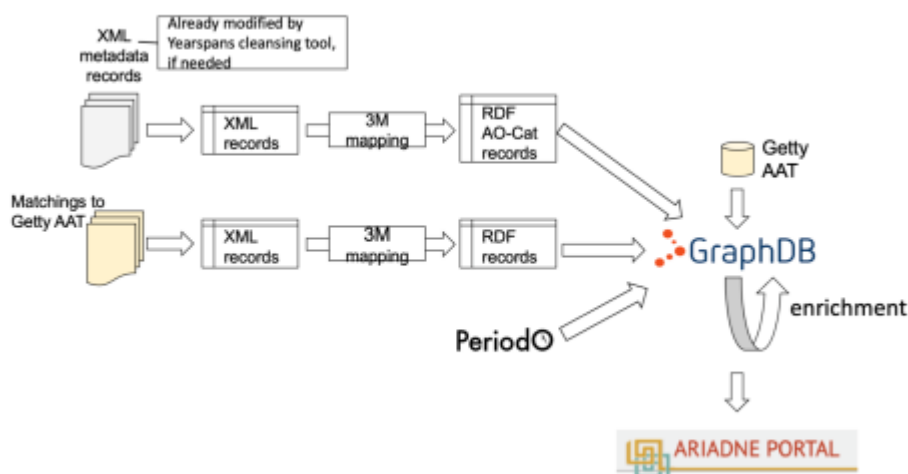 XML
metadata
records
Already modified by
Yearspans cleansing tool,
if needed
XML
records
3M
mapping
RDF
AO-Cat
records
Getty
AAT
Matchings to
Getty AAT
XML
records
3M
mapping
RDF
records
GraphDB
enrichment
PeriodO
ARIADNE PORTAL